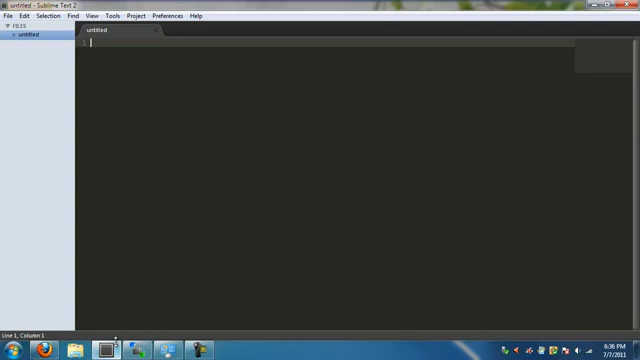 untitled - Sublime Text 2
File Edit Selection Find View Tools Project Preferences Help
FILES
untitled
untitled
1
Line 1, Column 1
6:36 PM
7/7/2011